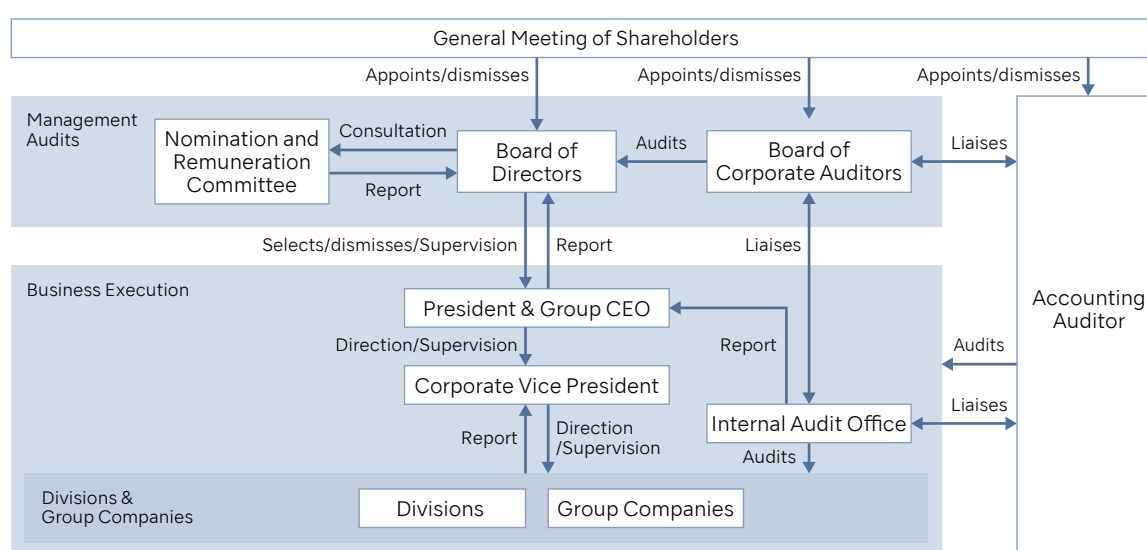 General Meeting of Shareholders
Appoints/dismisses
Appoints/dismisses
Appoints/dismisses
Management
Audits
Nomination and
Remuneration
Committee
Consultation
Report
Board of
Directors
Audits
Board of
Corporate Auditors
Liaises
Selects/dismisses/Supervision
Report
Liaises
Business Execution
President & Group CEO
Accounting
Auditor
Direction/Supervision
Report
Audits
Corporate Vice President
Internal Audit Office
Liaises
Report
Direction
/Supervision
Audits
Divisions &
Group Companies
Divisions
Group Companies